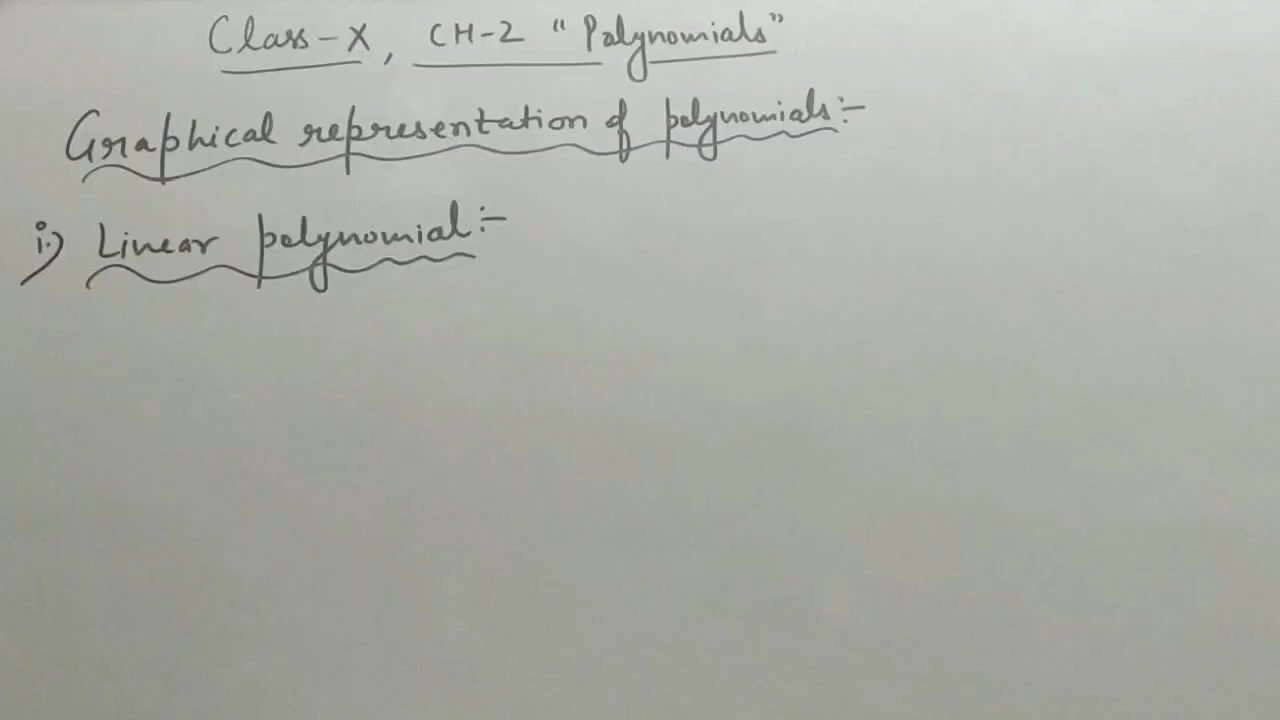 Class-X, CH-2 "Polynomials"
Graphical representation of polynomials:-
i.) Linear polynomial:-